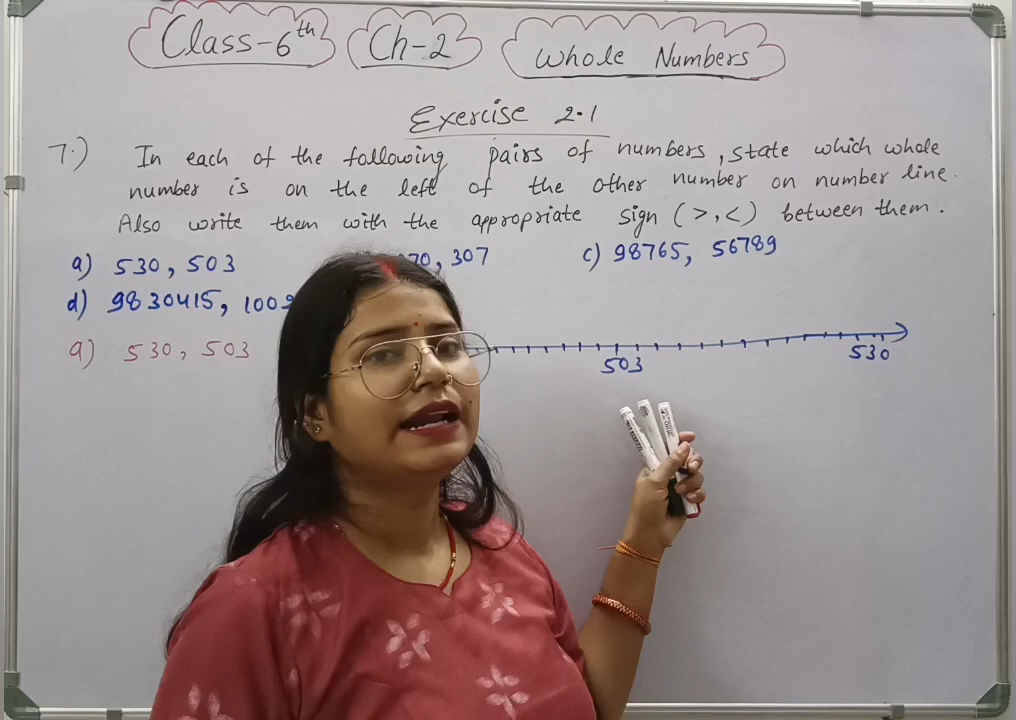 Class-6th Ch-2 Whole Numbers
Exercise 2.1
7.) In each of the following pairs of numbers, state which whole
number is on the left of the other number on number line.
Also write them with the appropriate sign (>,<) between them.
a) 530, 503 307 c) 98765, 56789
d) 9830415,
a) 530, 503
503 530